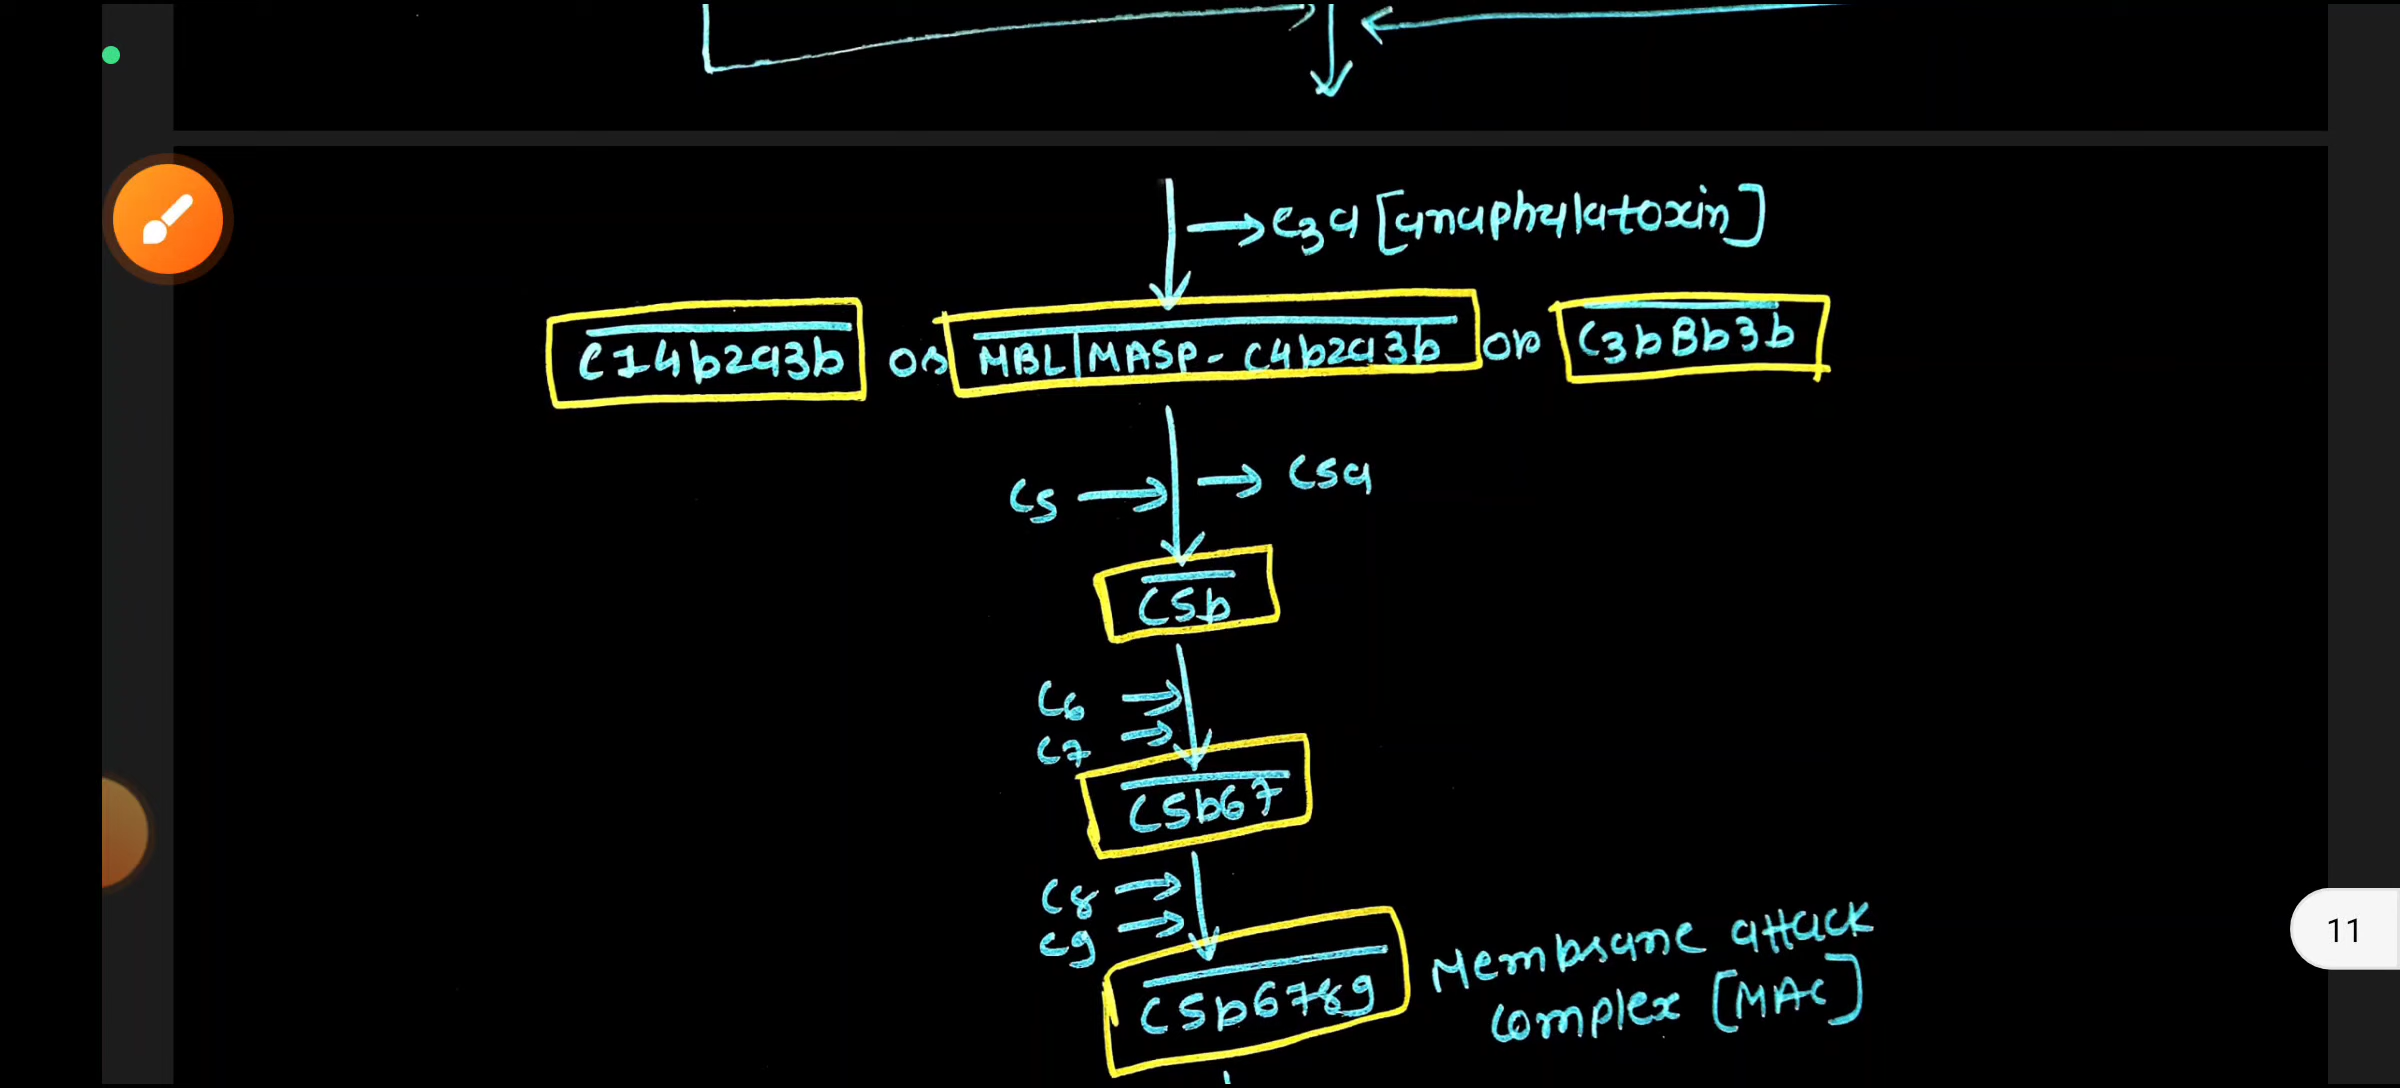 → C3a [anaphylatoxin]
C14b2a3b or MBL|MASP- C4b2a3b or C3bBb3b
C5 → → C5a
C5b
C6 →
C7 →
C5b67
C8 →
C9 →
C5b6789
Membrane attack
complex [MAC]
11